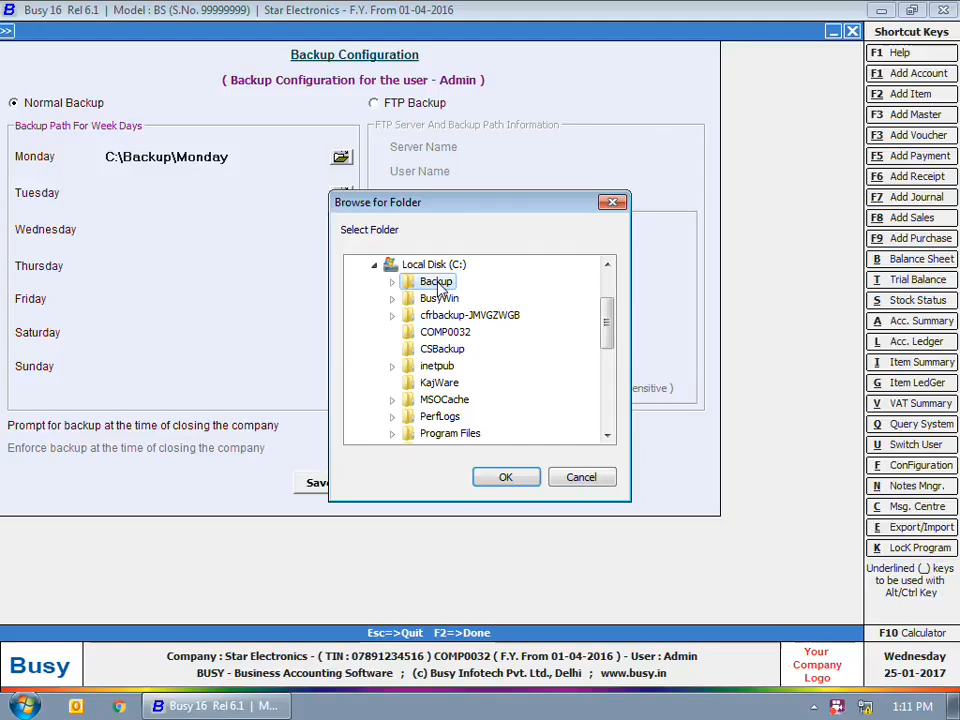 Busy 16 Rel 6.1 | Model : BS (S.No. 99999999) | Star Electronics - F.Y. From 01-04-2016
>>
Shortcut Keys
Backup Configuration
( Backup Configuration for the user - Admin )
Normal Backup
FTP Backup
Backup Path For Week Days
FTP Server And Backup Path Information
Monday C:\Backup\Monday
Server Name
User Name
Tuesday
Wednesday
Thursday
Friday
Saturday
Sunday
ensitive )
Prompt for backup at the time of closing the company
Enforce backup at the time of closing the company
Save
Browse for Folder
Select Folder
Local Disk (C:)
Backup
BusyWin
cfrbackup-JMVGZWGB
COMP0032
CSBackup
inetpub
KajWare
MSOCache
PerfLogs
Program Files
OK Cancel
F1 Help
F1 Add Account
F2 Add Item
F3 Add Master
F3 Add Voucher
F5 Add Payment
F6 Add Receipt
F7 Add Journal
F8 Add Sales
F9 Add Purchase
B Balance Sheet
T Trial Balance
S Stock Status
A Acc. Summary
L Acc. Ledger
I Item Summary
G Item LedGer
V VAT Summary
Q Query System
U Switch User
F Configuration
N Notes Mngr.
C Msg. Centre
E Export/Import
K LocK Program
Underlined (_) keys
to be used with
Alt/Ctrl Key
Esc=>Quit F2=>Done
F10 Calculator
Busy
Company : Star Electronics - ( TIN : 07891234516 ) COMP0032 ( F.Y. From 01-04-2016 ) - User : Admin
BUSY - Business Accounting Software ; (c) Busy Infotech Pvt. Ltd., Delhi ; www.busy.in
Your
Company
Logo
Wednesday
25-01-2017
Busy 16 Rel 6.1 | M...
1:11 PM